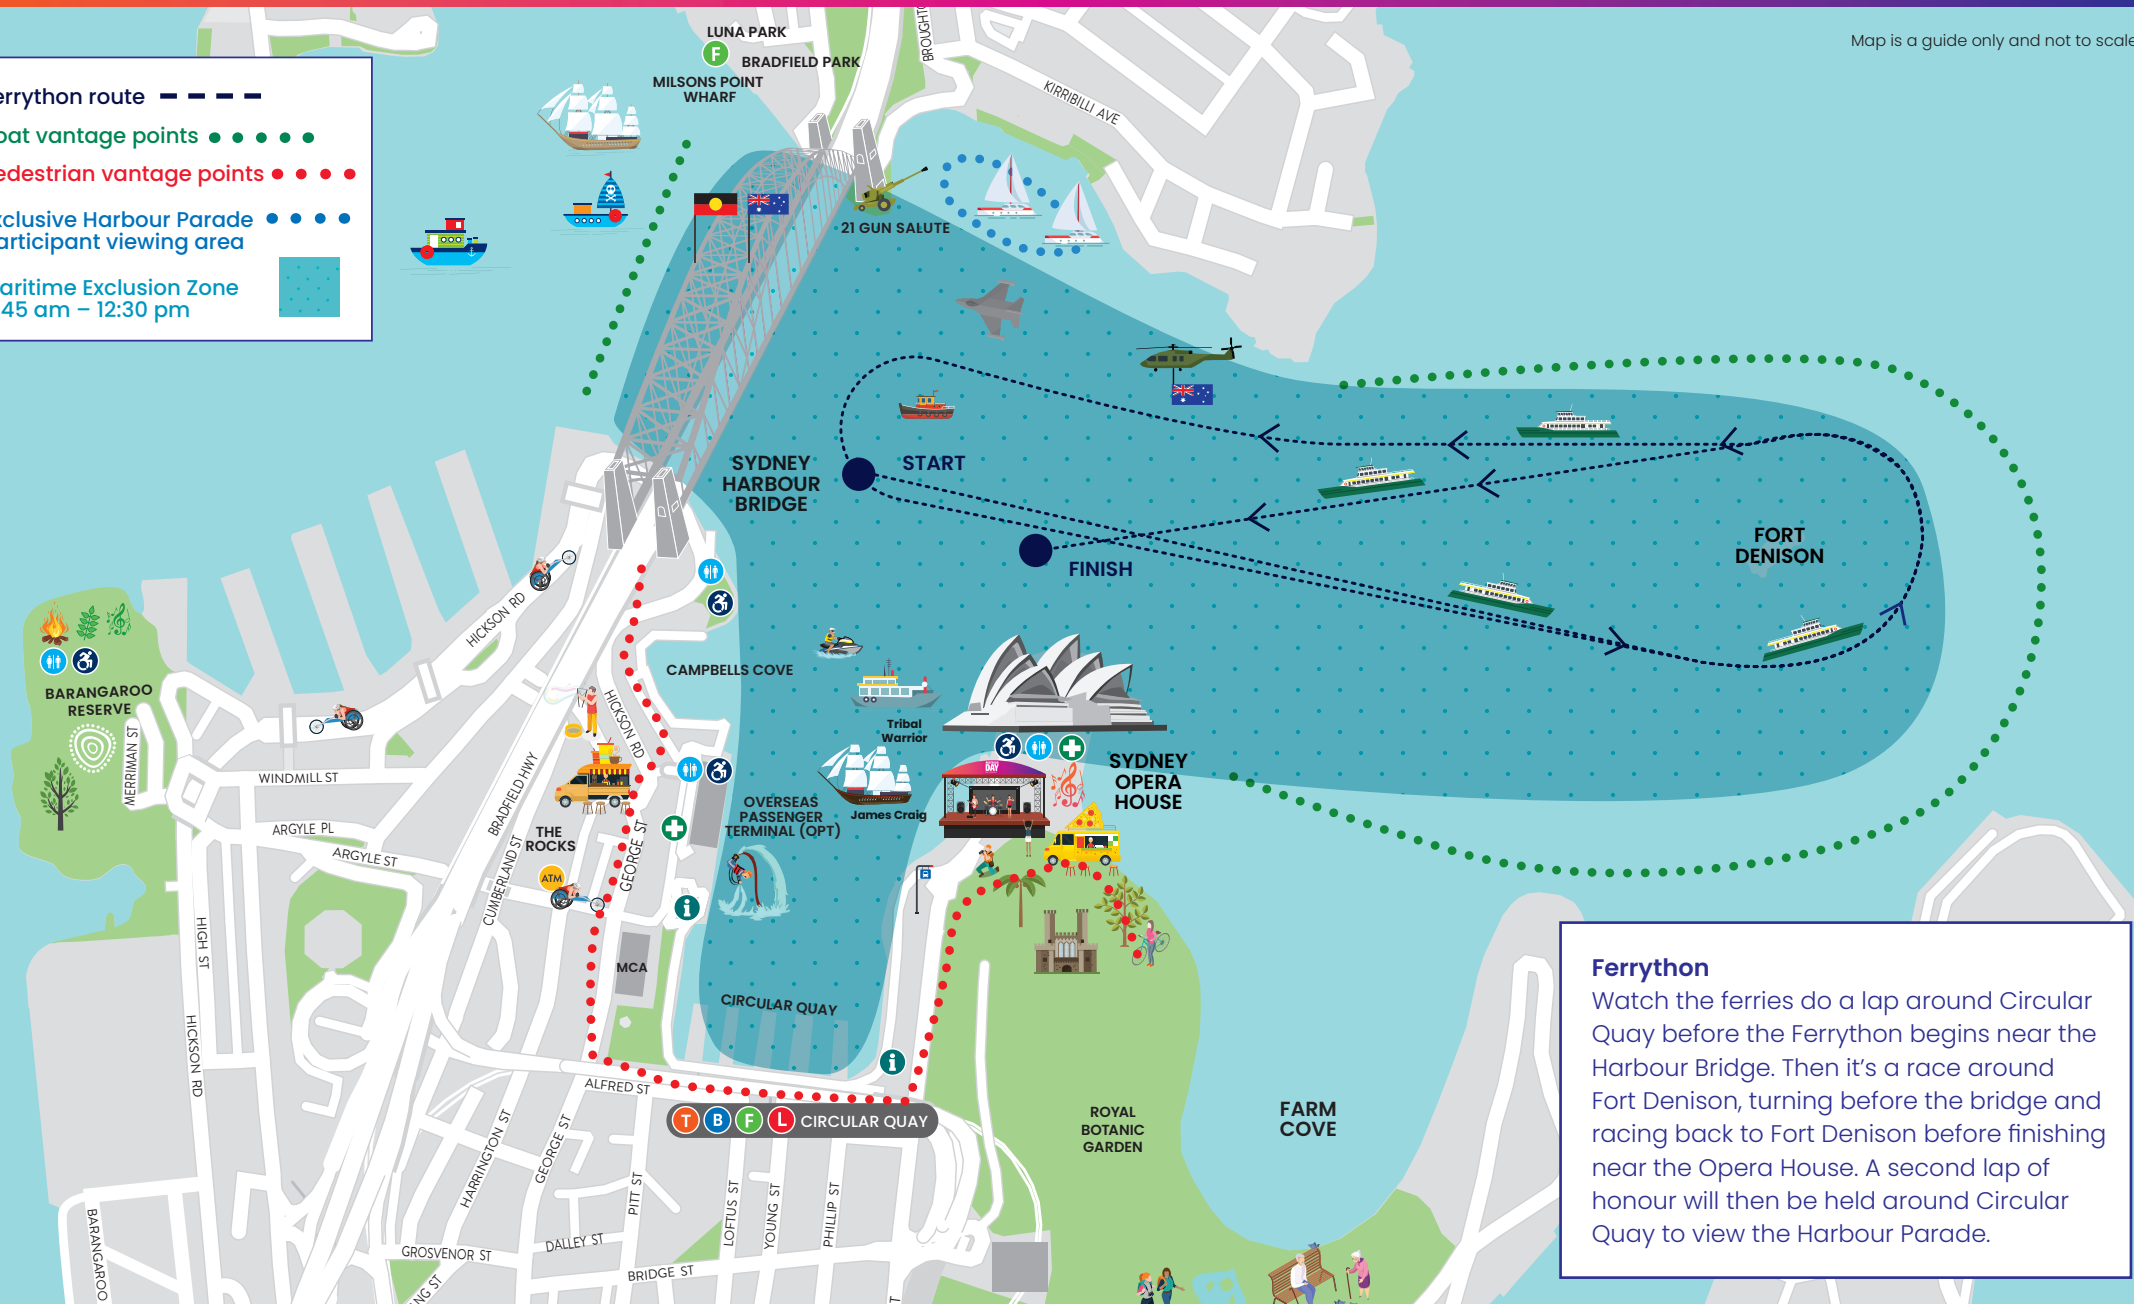 LUNA PARK
F
BRADFIELD PARK
MILSONS POINT
WHARF
KIRRIBILLI AVE
Map is a guide only and not to scale
errython route
oat vantage points
edestrian vantage points
xclusive Harbour Parade
articipant viewing area
aritime Exclusion Zone
45 am – 12:30 pm
21 GUN SALUTE
SYDNEY
HARBOUR
BRIDGE
START
FINISH
FORT
DENISON
HICKSON RD
CAMPBELLS COVE
BARANGAROO
RESERVE
MERRIMAN ST
HICKSON RD
Tribal
Warrior
WINDMILL ST
BRADFIELD HWY
SYDNEY
OPERA
HOUSE
DAY
OVERSEAS
PASSENGER
TERMINAL (OPT)
James Craig
ARGYLE PL
ARGYLE ST
THE
ROCKS
GEORGE ST
CUMBERLAND ST
ATM
i
B
HIGH ST
MCA
CIRCULAR QUAY
HICKSON RD
i
ALFRED ST
T B F L CIRCULAR QUAY
ROYAL
BOTANIC
GARDEN
FARM
COVE
HARRINGTON ST
GEORGE ST
PITT ST
LOFTUS ST
YOUNG ST
PHILLIP ST
BARANGAROO
GROSVENOR ST
DALLEY ST
BRIDGE ST
NG ST
T
Ferrython
Watch the ferries do a lap around Circular
Quay before the Ferrython begins near the
Harbour Bridge. Then it’s a race around
Fort Denison, turning before the bridge and
racing back to Fort Denison before finishing
near the Opera House. A second lap of
honour will then be held around Circular
Quay to view the Harbour Parade.